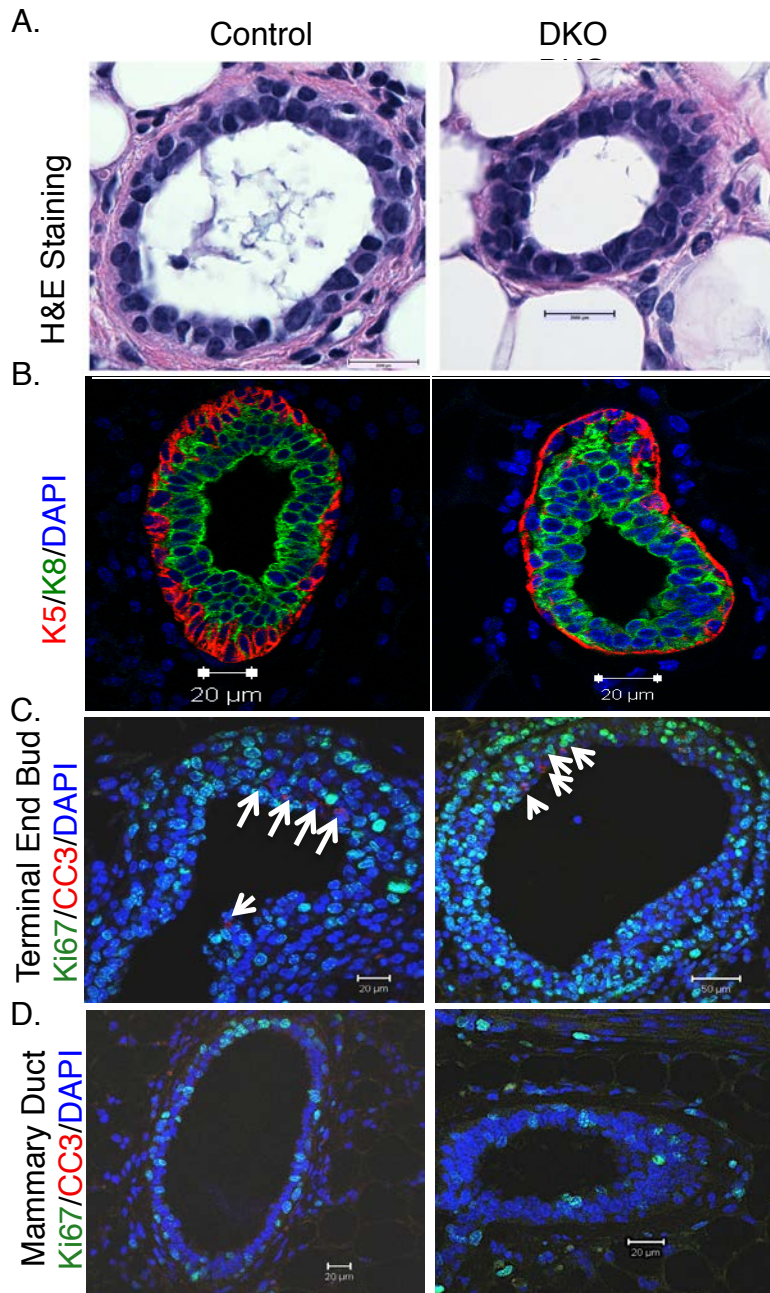 A.
Control
DKO
H&E Staining
B.
K5/K8/DAPI
20 µm
20 µm
C.
Terminal End Bud.
Ki67/CC3/DAPI
20 µm
50 µm
D.
Mammary Duct
Ki67/CC3/DAPI
20 µm
20 µm